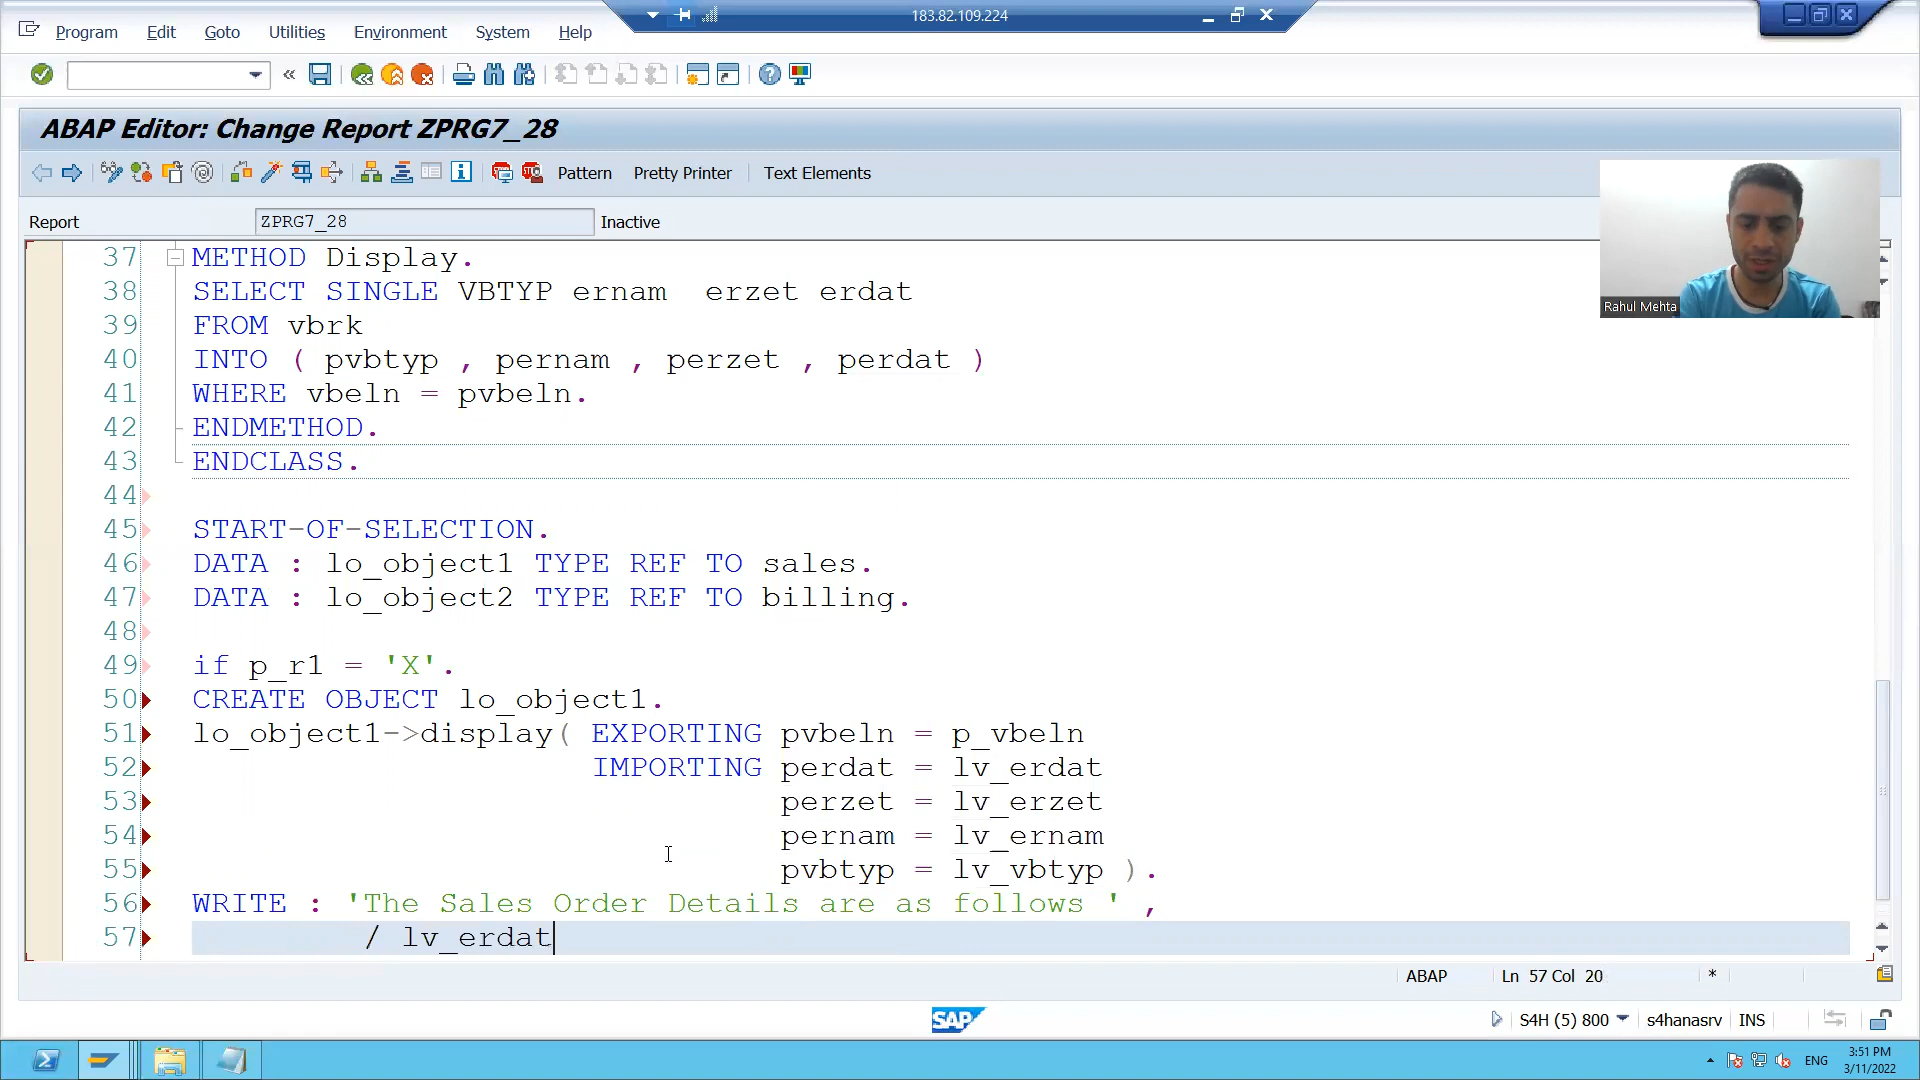 183.82.109.224
Program Edit Goto Utilities Environment System Help
ABAP Editor: Change Report ZPRG7_28
Pattern Pretty Printer Text Elements
Report ZPRG7_28 Inactive
Rahul Mehta
37 METHOD Display.
38 SELECT SINGLE VBTYP ernam erzet erdat
39 FROM vbrk
40 INTO ( pvbtyp , pernam , perzet , perdat )
41 WHERE vbeln = pvbeln.
42 ENDMETHOD.
43 ENDCLASS.
44
45 START-OF-SELECTION.
46 DATA : lo_object1 TYPE REF TO sales.
47 DATA : lo_object2 TYPE REF TO billing.
48
49 if p_r1 = 'X'.
50 CREATE OBJECT lo_object1.
51 lo_object1->display( EXPORTING pvbeln = p_vbeln
52 IMPORTING perdat = lv_erdat
53 perzet = lv_erzet
54 pernam = lv_ernam
55 pvbtyp = lv_vbtyp ).
56 WRITE : 'The Sales Order Details are as follows ' ,
57 / lv_erdat
ABAP Ln 57 Col 20 *
SAP S4H (5) 800 s4hanasrv INS
ENG 3:51 PM
3/11/2022